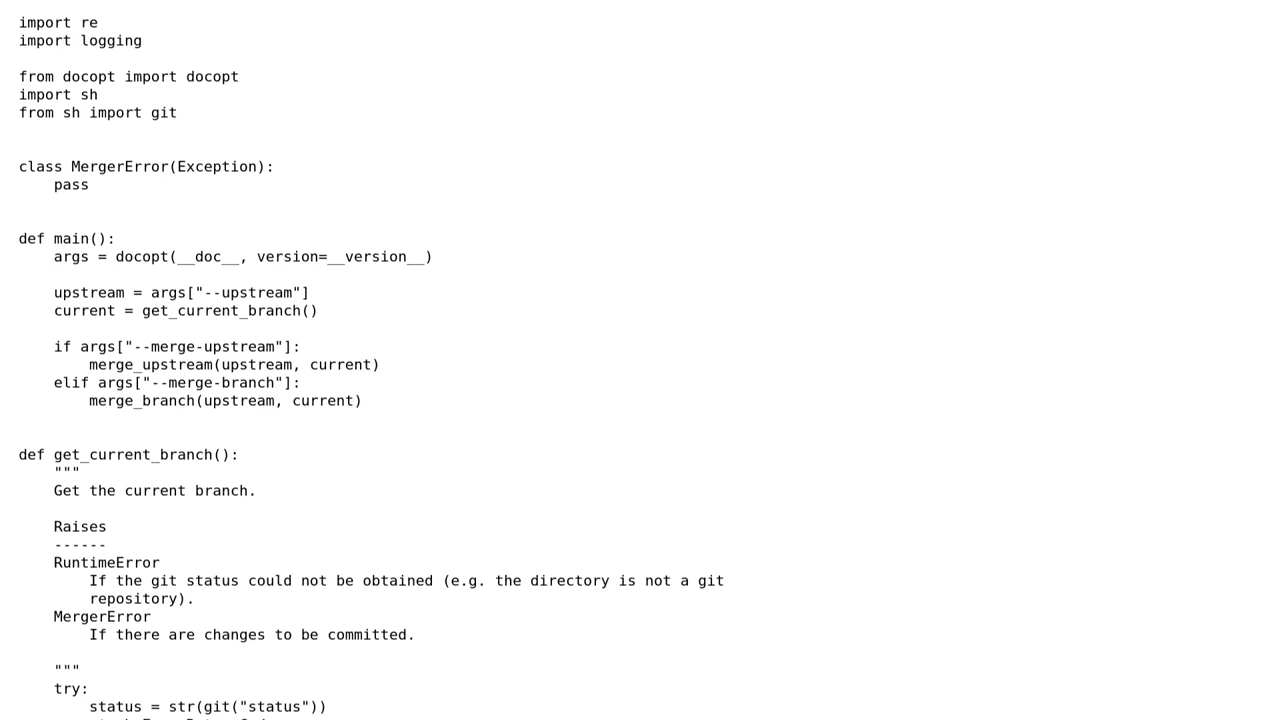 import re
import logging

from docopt import docopt
import sh
from sh import git


class MergerError(Exception):
    pass


def main():
    args = docopt(__doc__, version=__version__)

    upstream = args["--upstream"]
    current = get_current_branch()

    if args["--merge-upstream"]:
        merge_upstream(upstream, current)
    elif args["--merge-branch"]:
        merge_branch(upstream, current)


def get_current_branch():
    """
    Get the current branch.

    Raises
    ------
    RuntimeError
        If the git status could not be obtained (e.g. the directory is not a git
        repository).
    MergerError
        If there are changes to be committed.

    """
    try:
        status = str(git("status"))